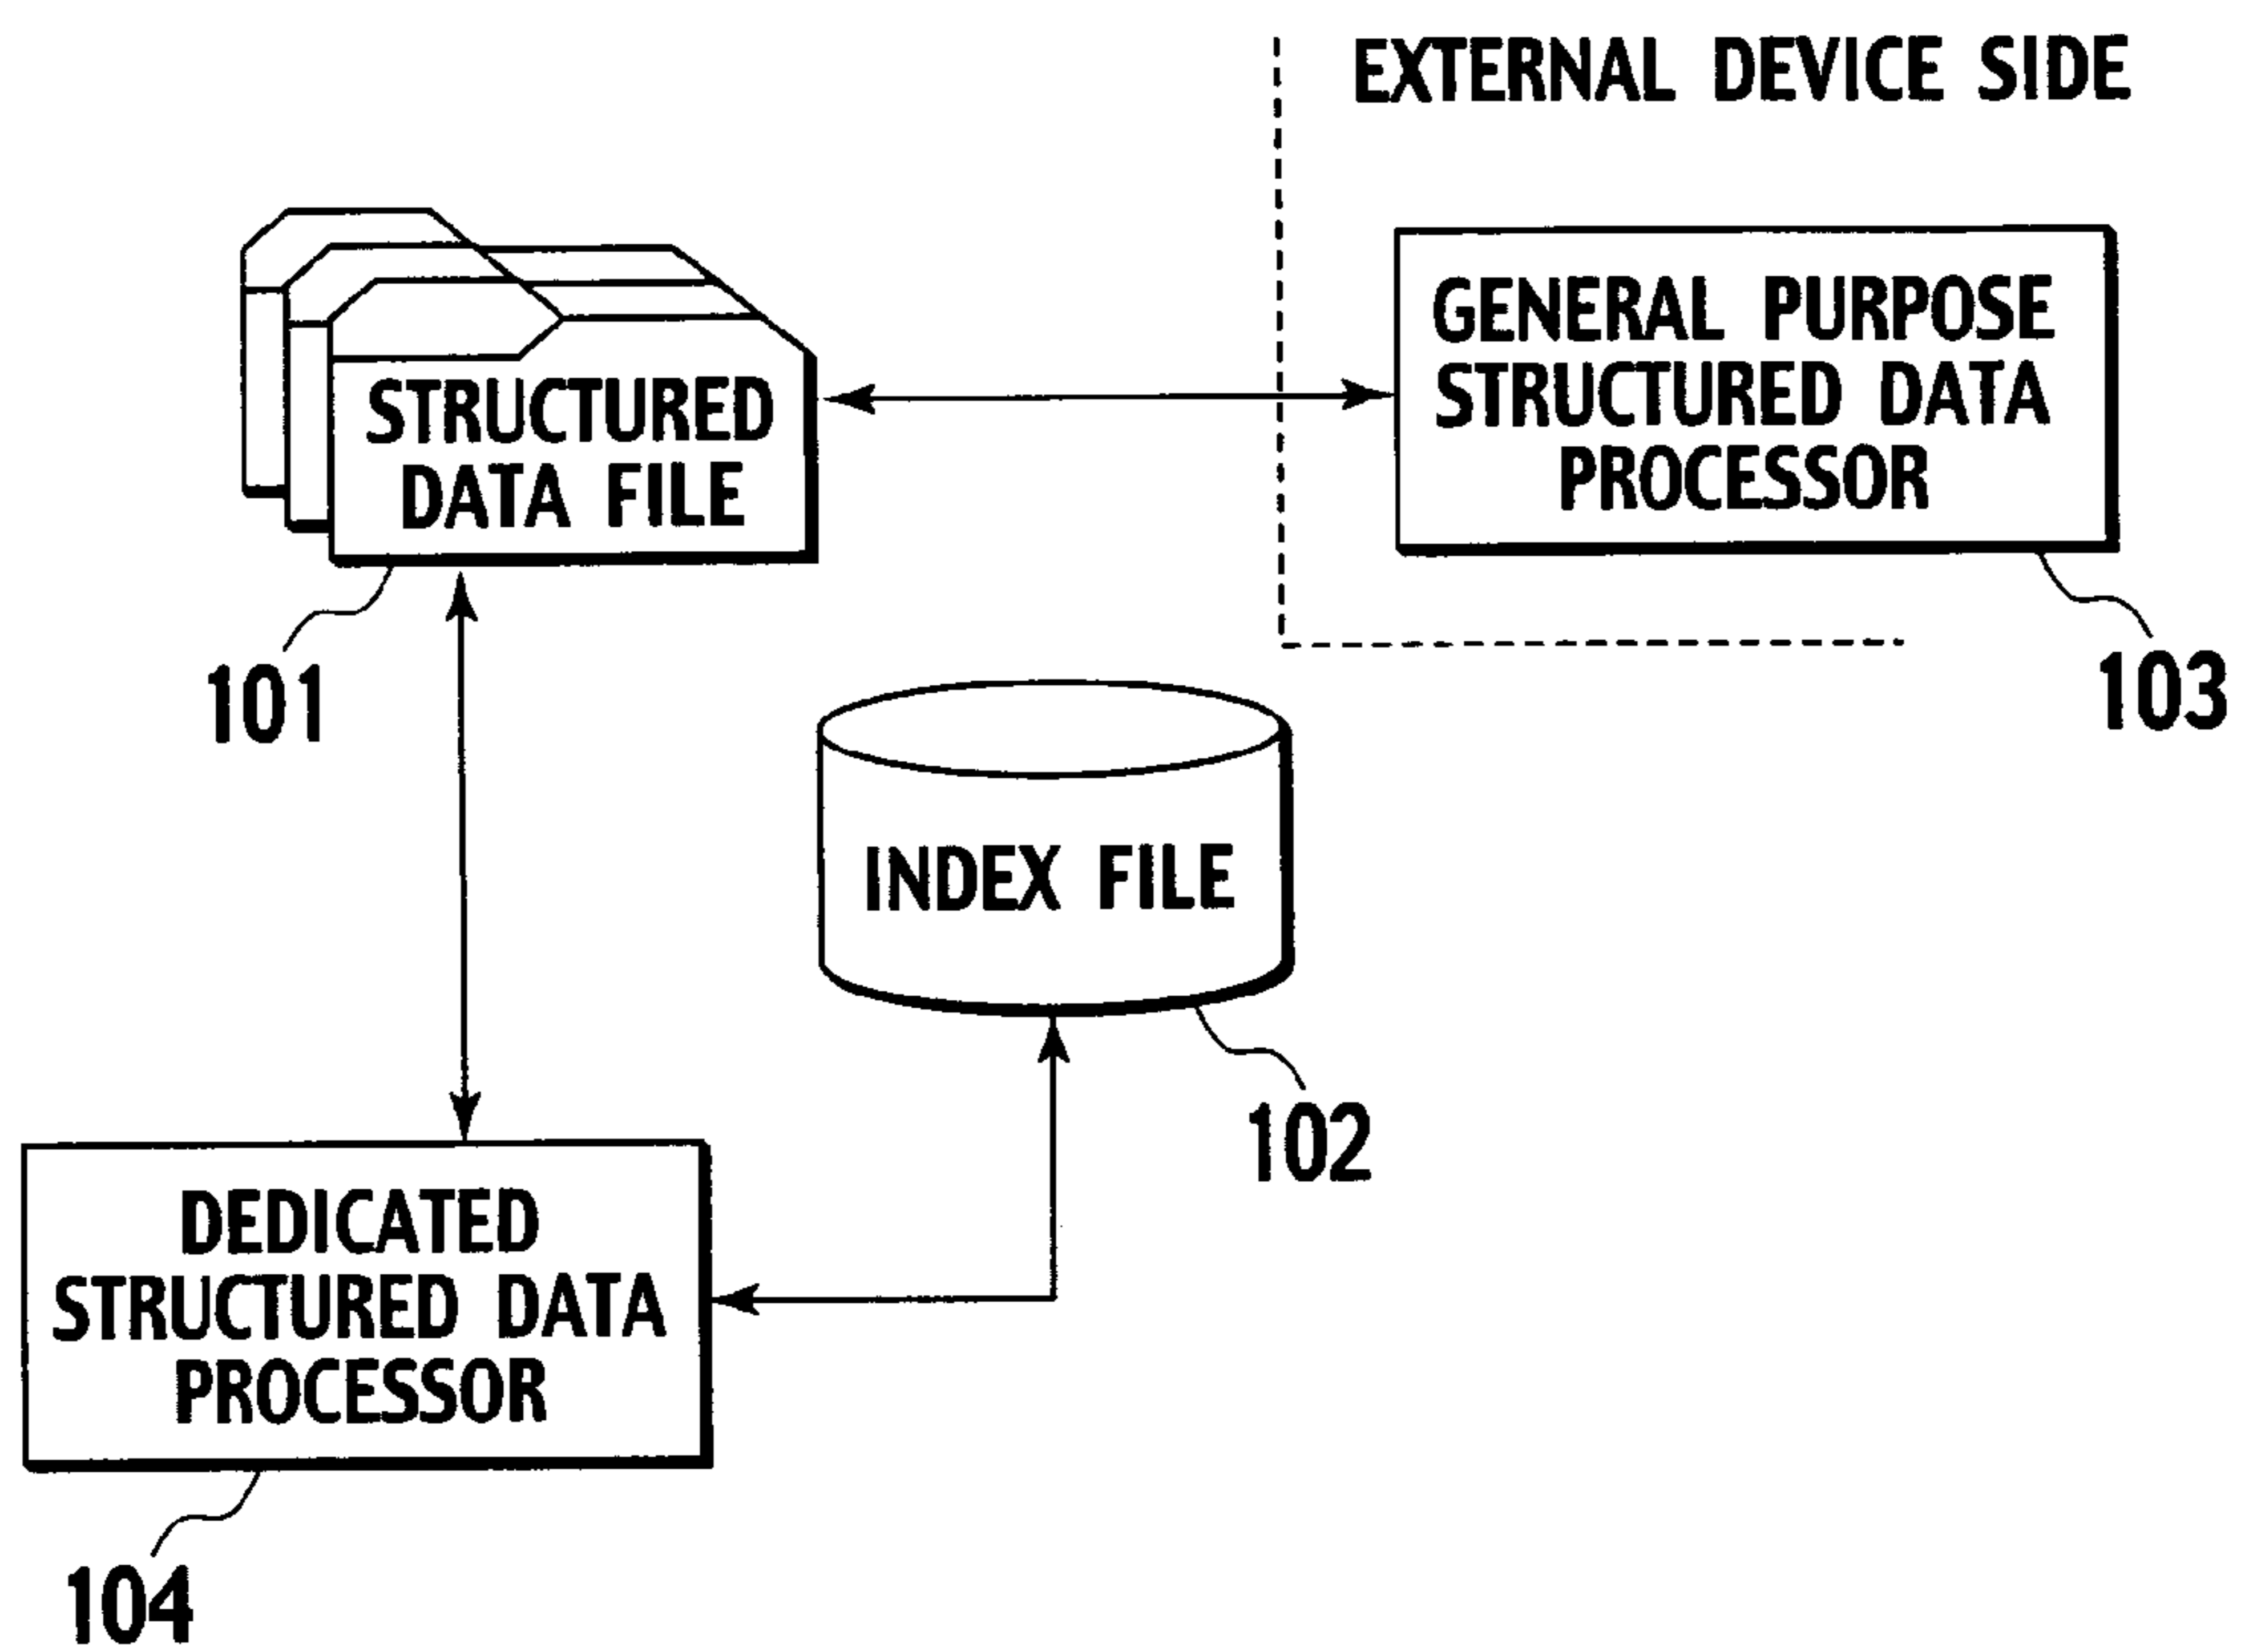 EXTERNAL DEVICE SIDE
GENERAL PURPOSE
STRUCTURED DATA
PROCESSOR
103
STRUCTURED
DATA FILE
101
INDEX FILE
102
DEDICATED
STRUCTURED DATA
PROCESSOR
104